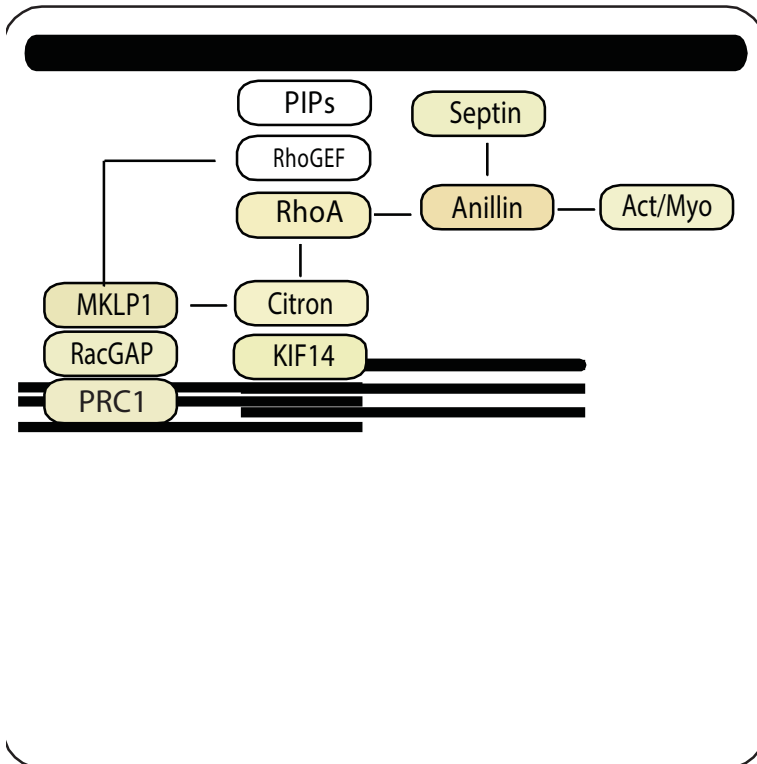 PIPs
Septin
RhoGEF
RhoA
Anillin
Act/Myo
MKLP1
Citron
RacGAP
KIF14
PRC1